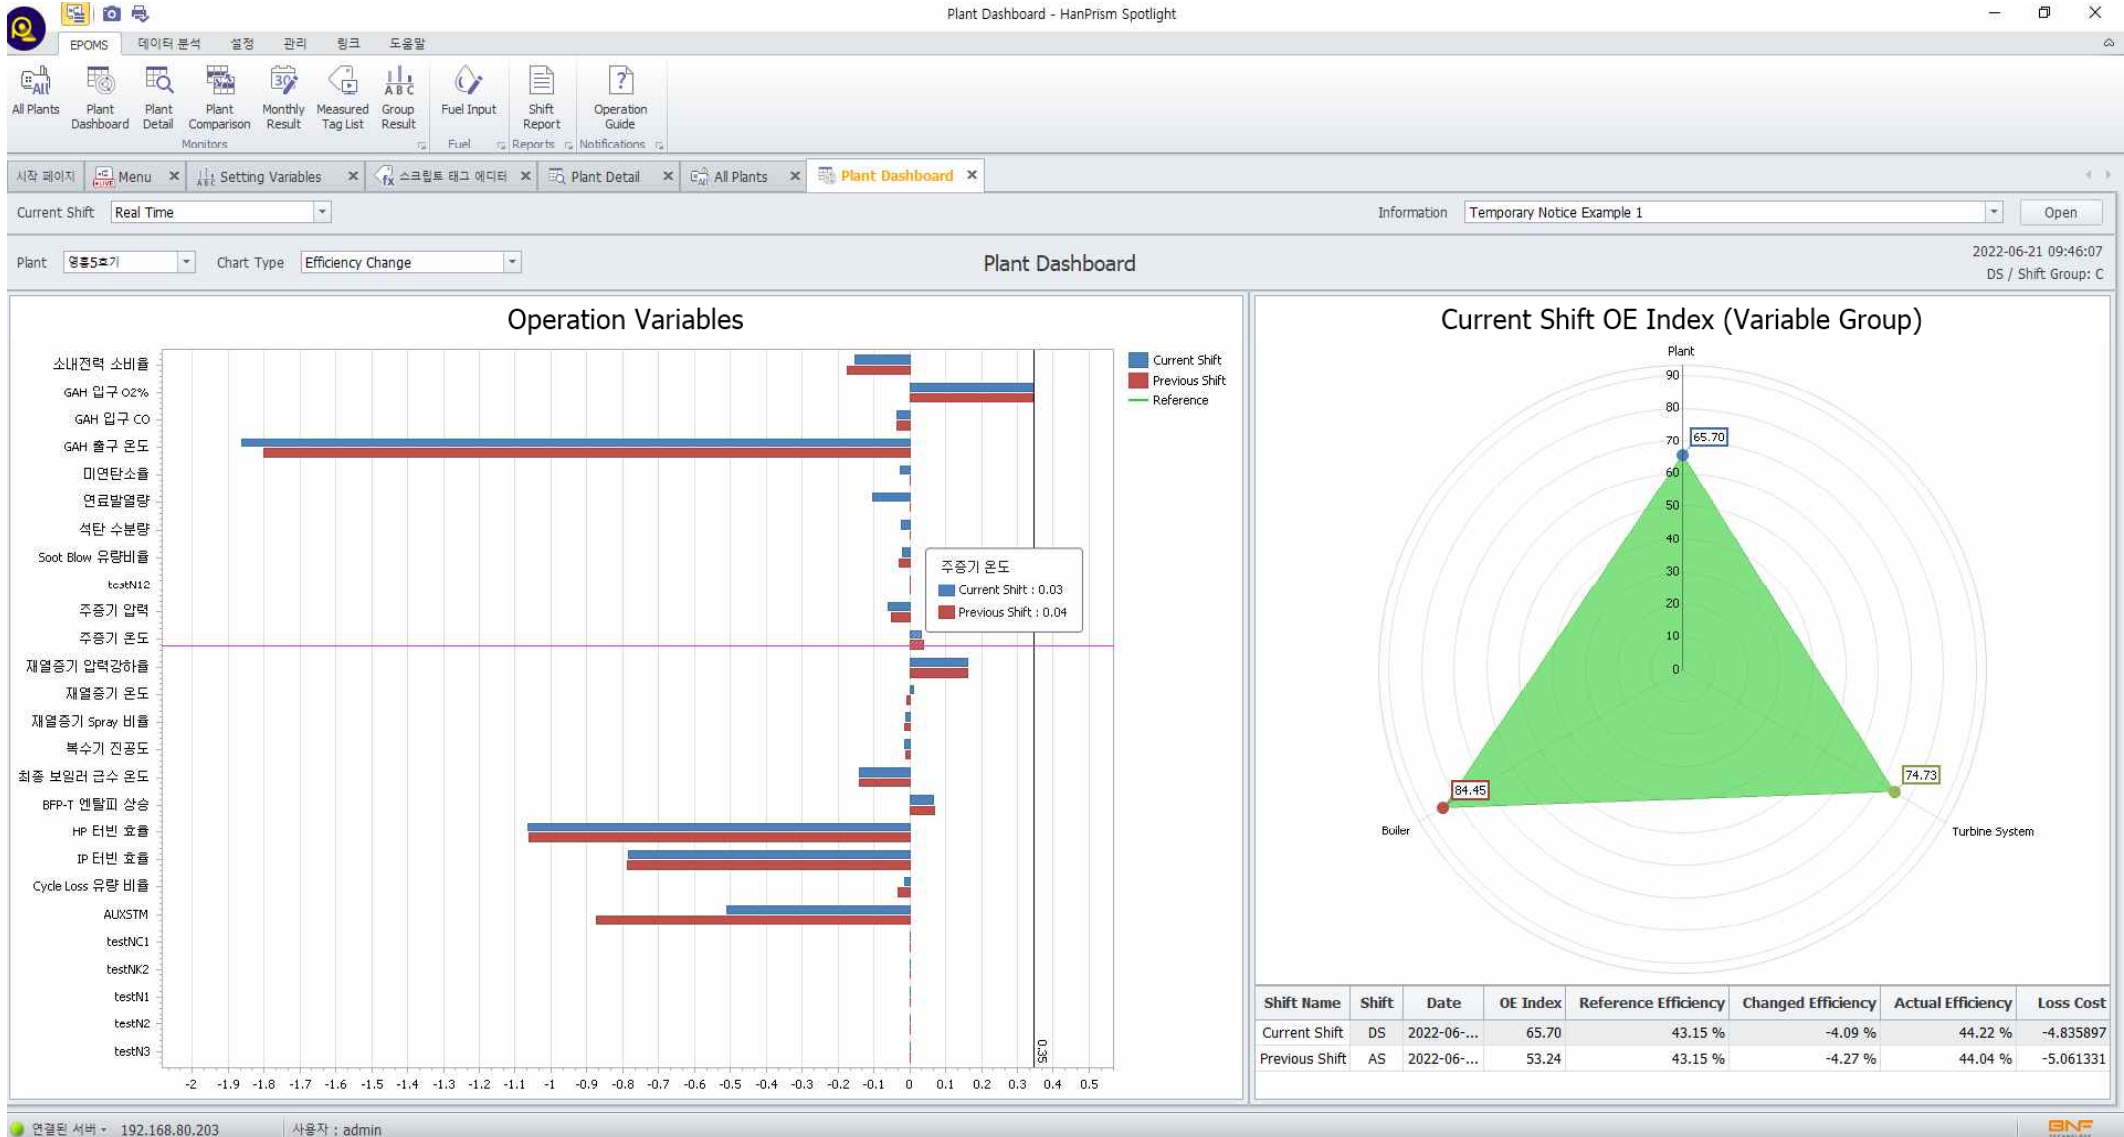 Plant Dashboard - HanPrism Spotlight
EPOMS 데이터 분석 설정 관리 링크 도움말
All Plants
Plant Dashboard
Plant Detail
Plant Comparison
Monthly Result
Measured Tag List
Group Result
Fuel Input
Shift Report
Operation Guide
Monitors Fuel Reports Notifications
시작 페이지 Menu Setting Variables 스크립트 태그 에디터 Plant Detail All Plants Plant Dashboard
Current Shift Real Time Information Temporary Notice Example 1 Open
Plant 영흥5호기 Chart Type Efficiency Change Plant Dashboard
2022-06-21 09:46:07
DS / Shift Group: C
Operation Variables
소내전력 소비율
GAH 입구 O2%
GAH 입구 CO
GAH 출구 온도
미연탄소율
연료발열량
석탄 수분량
Soot Blow 유량비율
testN12
주증기 압력
주증기 온도
재열증기 압력강하율
재열증기 온도
재열증기 Spray 비율
복수기 진공도
최종 보일러 급수 온도
BFP-T 엔탈피 상승
HP 터빈 효율
IP 터빈 효율
Cycle Loss 유량 비율
AUXSTM
testNC1
testNK2
testN1
testN2
testN3
주증기 온도
Current Shift : 0.03
Previous Shift : 0.04
0.35
-2 -1.9 -1.8 -1.7 -1.6 -1.5 -1.4 -1.3 -1.2 -1.1 -1 -0.9 -0.8 -0.7 -0.6 -0.5 -0.4 -0.3 -0.2 -0.1 0 0.1 0.2 0.3 0.4 0.5
Current Shift
Previous Shift
Reference
Current Shift OE Index (Variable Group)
Plant
90
80
70
60
50
40
30
20
10
0
65.70
74.73
84.45
Boiler
Turbine System
Shift Name Shift Date OE Index Reference Efficiency Changed Efficiency Actual Efficiency Loss Cost
Current Shift DS 2022-06-... 65.70 43.15 % -4.09 % 44.22 % -4.835897
Previous Shift AS 2022-06-... 53.24 43.15 % -4.27 % 44.04 % -5.061331
연결된 서버 192.168.80.203 사용자 : admin
BNF